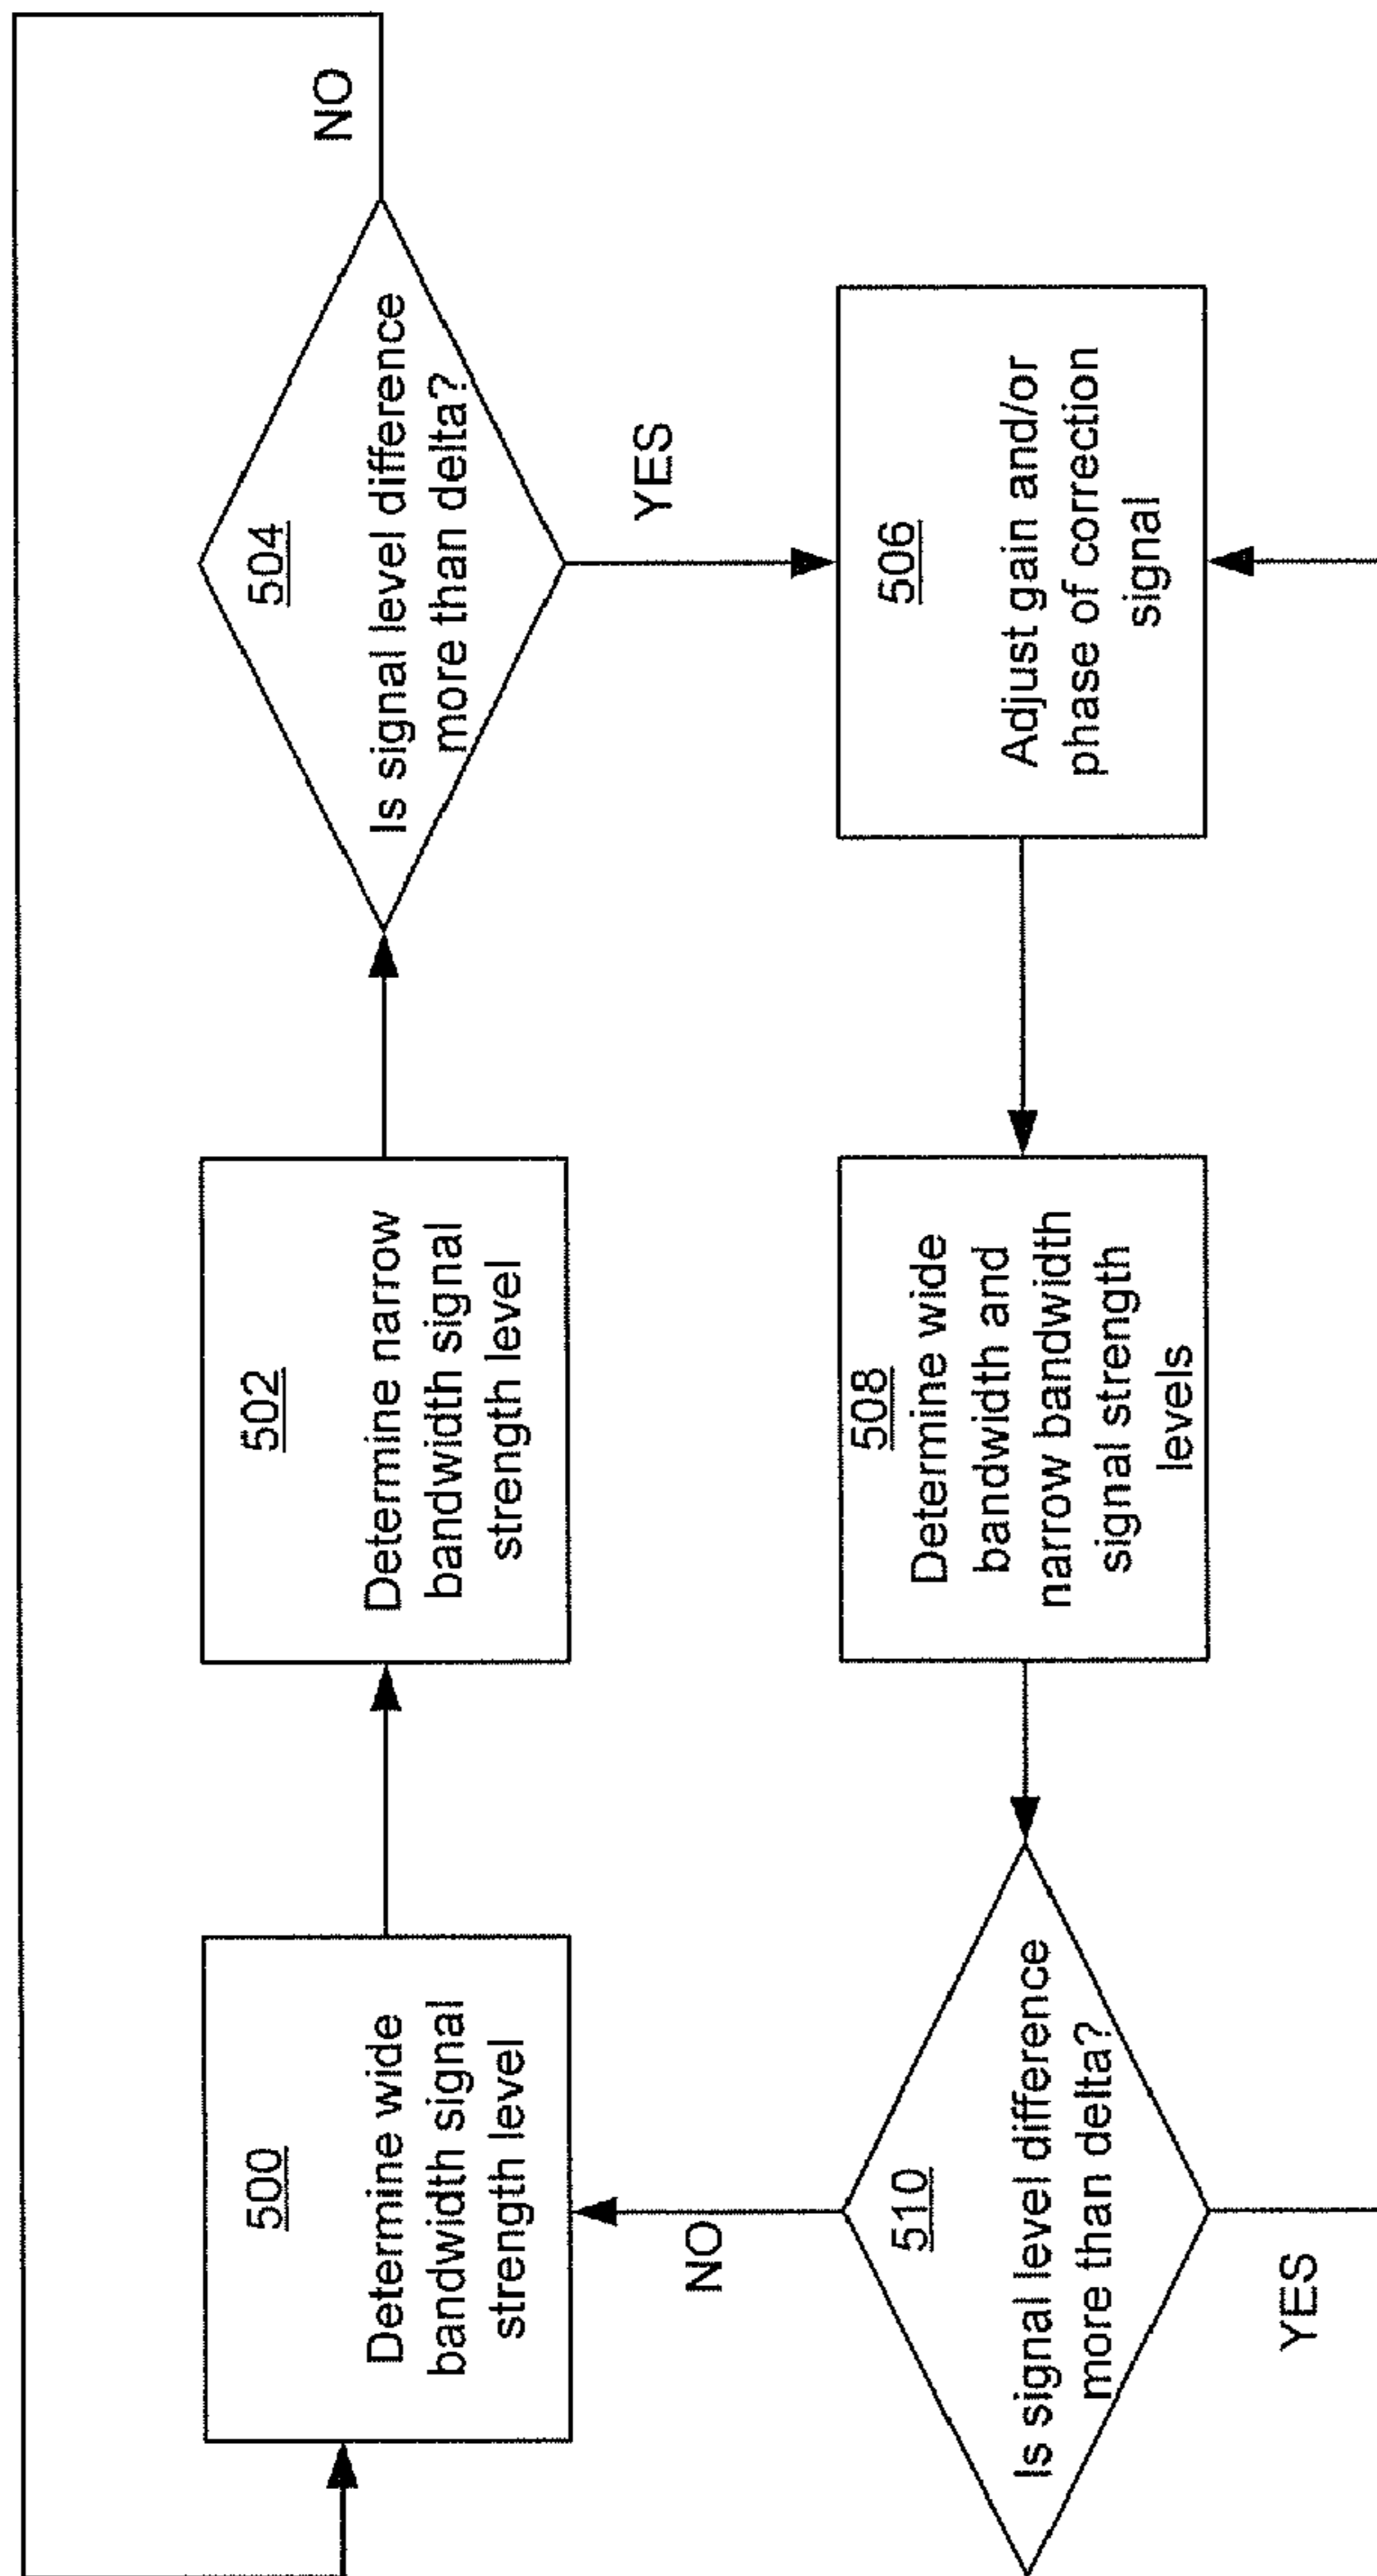 500
Determine wide
bandwidth signal
strength level
502
Determine narrow
bandwidth signal
strength level
504
Is signal level difference
more than delta?
NO
YES
506
Adjust gain and/or
phase of correction
signal
508
Determine wide
bandwidth and
narrow bandwidth
signal strength
levels
510
Is signal level difference
more than delta?
NO
YES